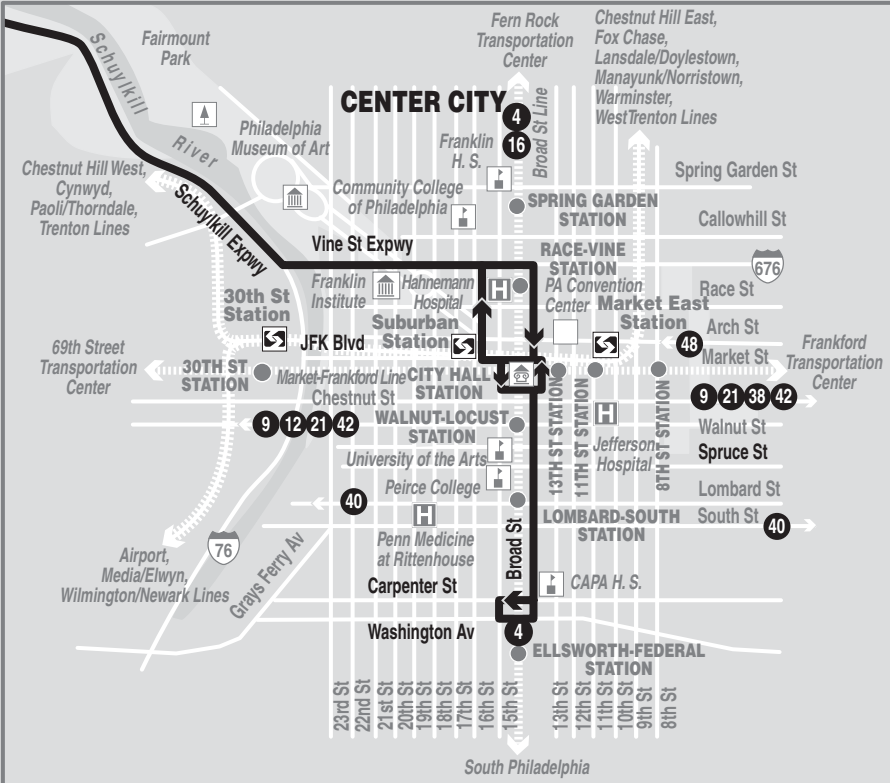 Fern Rock
Transportation
Center
Chestnut Hill East,
Fox Chase,
Lansdale/Doylestown,
Manayunk/Norristown,
Warminster,
WestTrenton Lines
Schuylkill
River
Fairmount
Park
CENTER CITY
4
16
Broad St Line
Franklin
H. S.
Philadelphia
Museum of Art
Chestnut Hill West,
Cynwyd,
Paoli/Thorndale,
Trenton Lines
Community College
of Philadelphia
Spring Garden St
SPRING GARDEN
STATION
Callowhill St
Schuylkill Expwy
Vine St Expwy
RACE-VINE
STATION
676
Franklin
Institute
Hahnemann
Hospital
H
PA Convention
Center
Race St
30th St
Station
Suburban
Station
Market East
Station
Arch St
48
JFK Blvd
Market St
69th Street
Transportation
Center
30TH ST
STATION
Market-Frankford Line
CITY HALL
STATION
Frankford
Transportation
Center
Chestnut St
9 21 38 42
9 12 21 42
WALNUT-LOCUST
STATION
13TH ST STATION
11TH ST STATION
8TH ST STATION
H
Jefferson
Hospital
Walnut St
Spruce St
University of the Arts
Peirce College
Lombard St
40
South St
40
H
Penn Medicine
at Rittenhouse
LOMBARD-SOUTH
STATION
Broad St
76
Airport,
Media/Elwyn,
Wilmington/Newark Lines
Grays Ferry Av
Carpenter St
CAPA H. S.
Washington Av
4
ELLSWORTH-FEDERAL
STATION
23rd St
22nd St
21st St
20th St
19th St
18th St
17th St
16th St
15th St
13th St
12th St
11th St
10th St
9th St
8th St
South Philadelphia